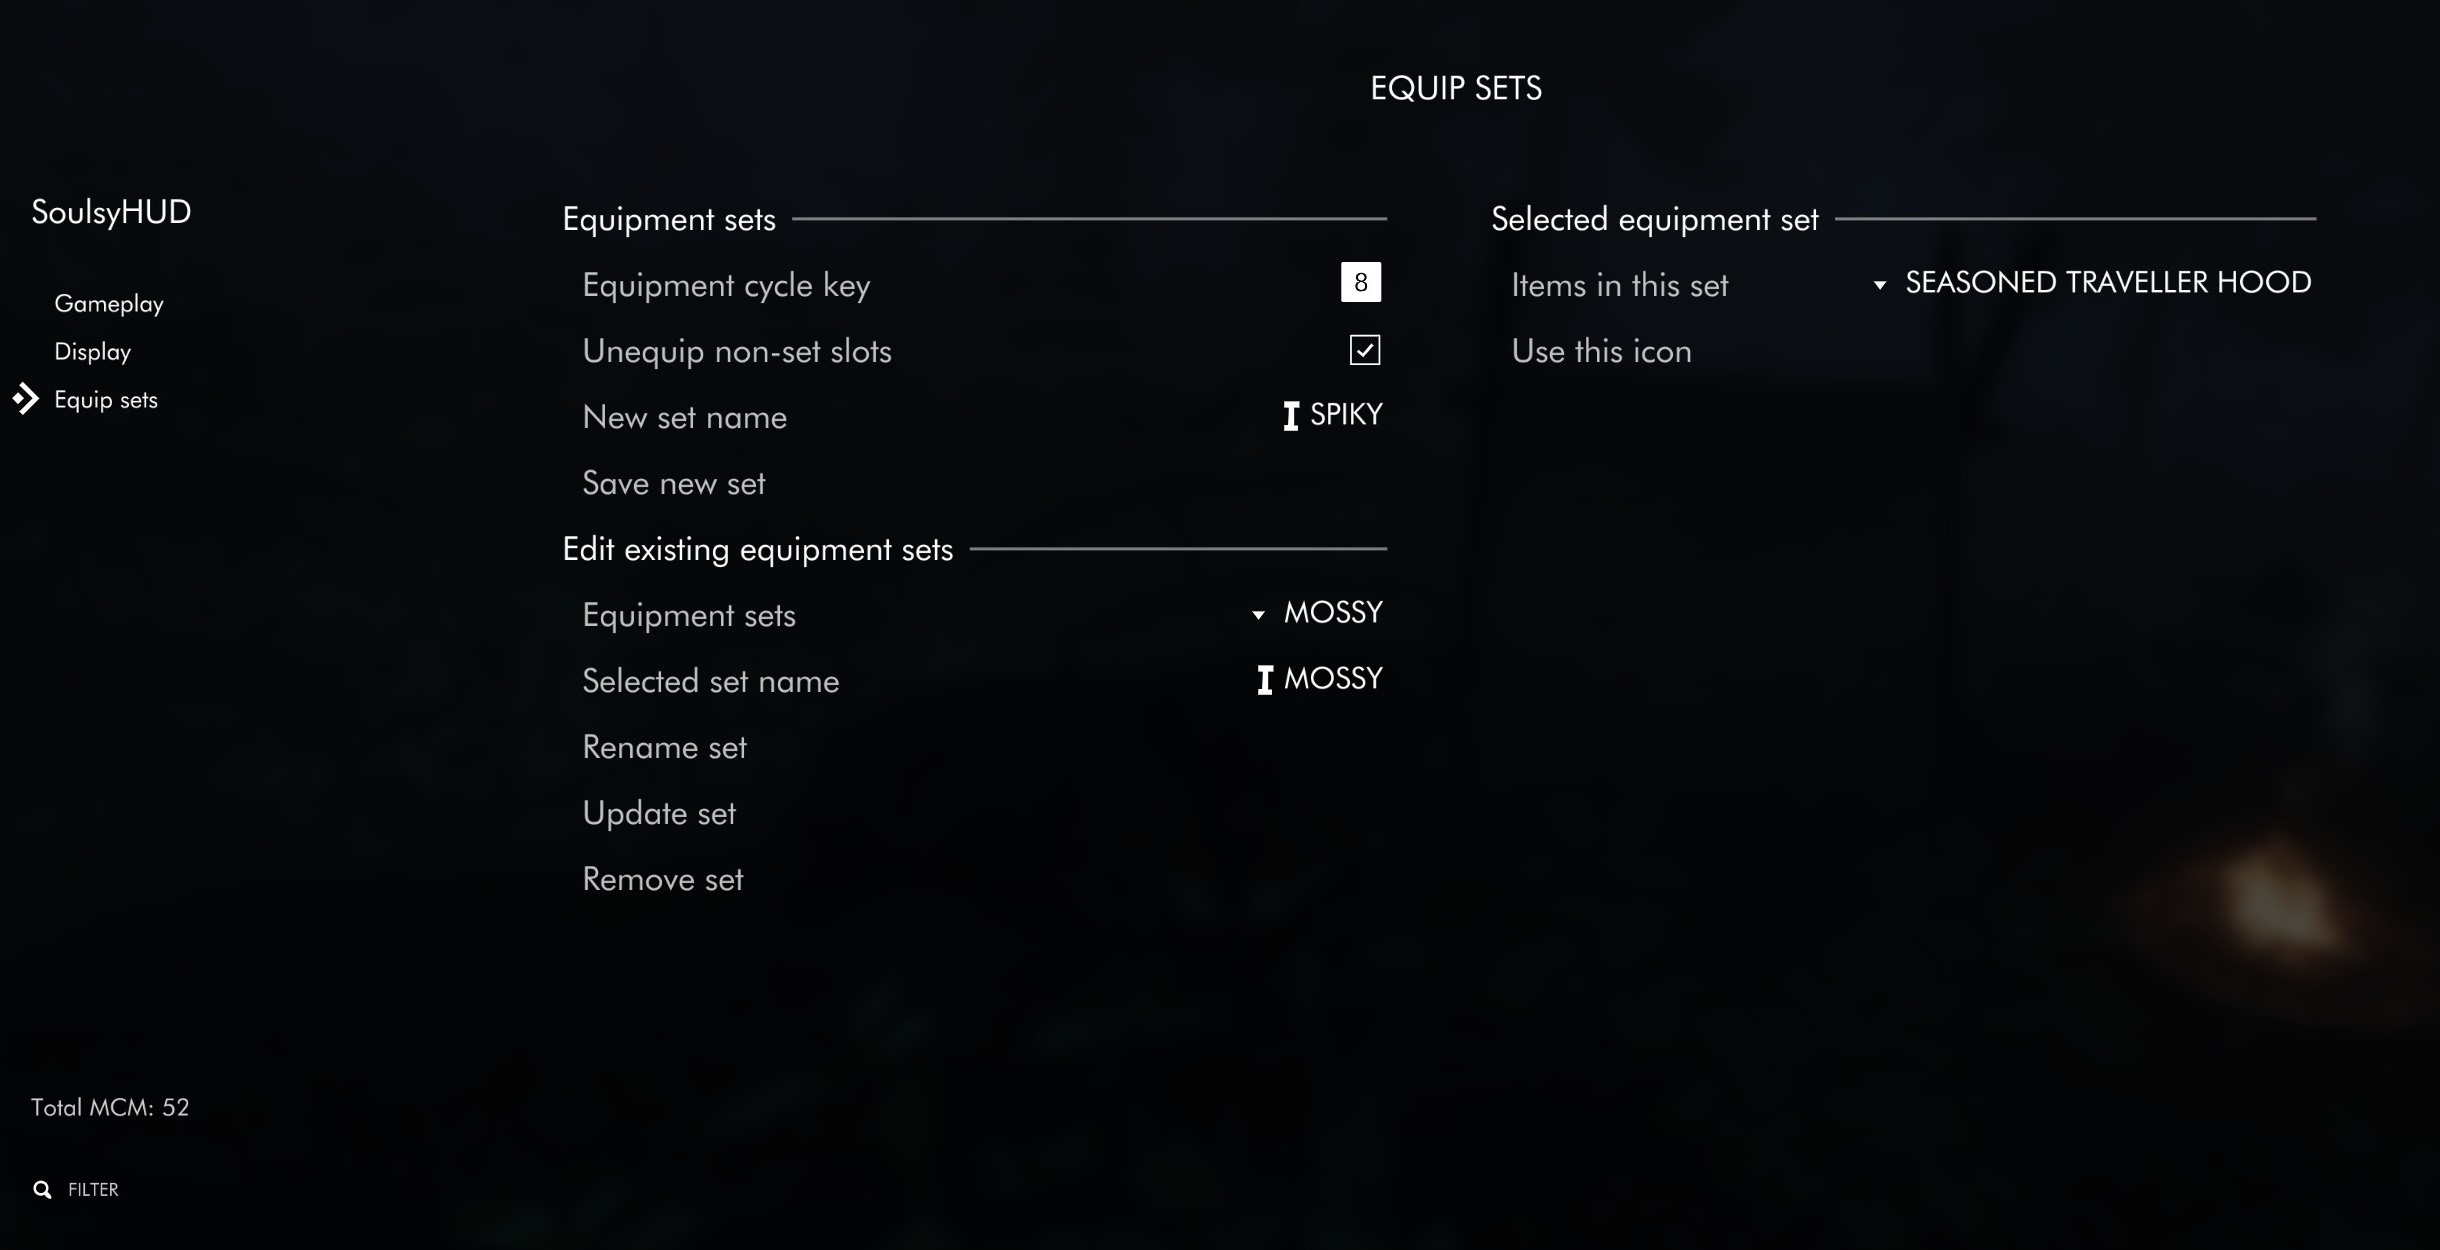 EQUIP SETS
SoulsyHUD
Gameplay
Display
Equip sets
Equipment sets
Equipment cycle key 8
Unequip non-set slots
New set name SPIKY
Save new set
Edit existing equipment sets
Equipment sets MOSSY
Selected set name MOSSY
Rename set
Update set
Remove set
Selected equipment set
Items in this set SEASONED TRAVELLER HOOD
Use this icon
Total MCM: 52
FILTER